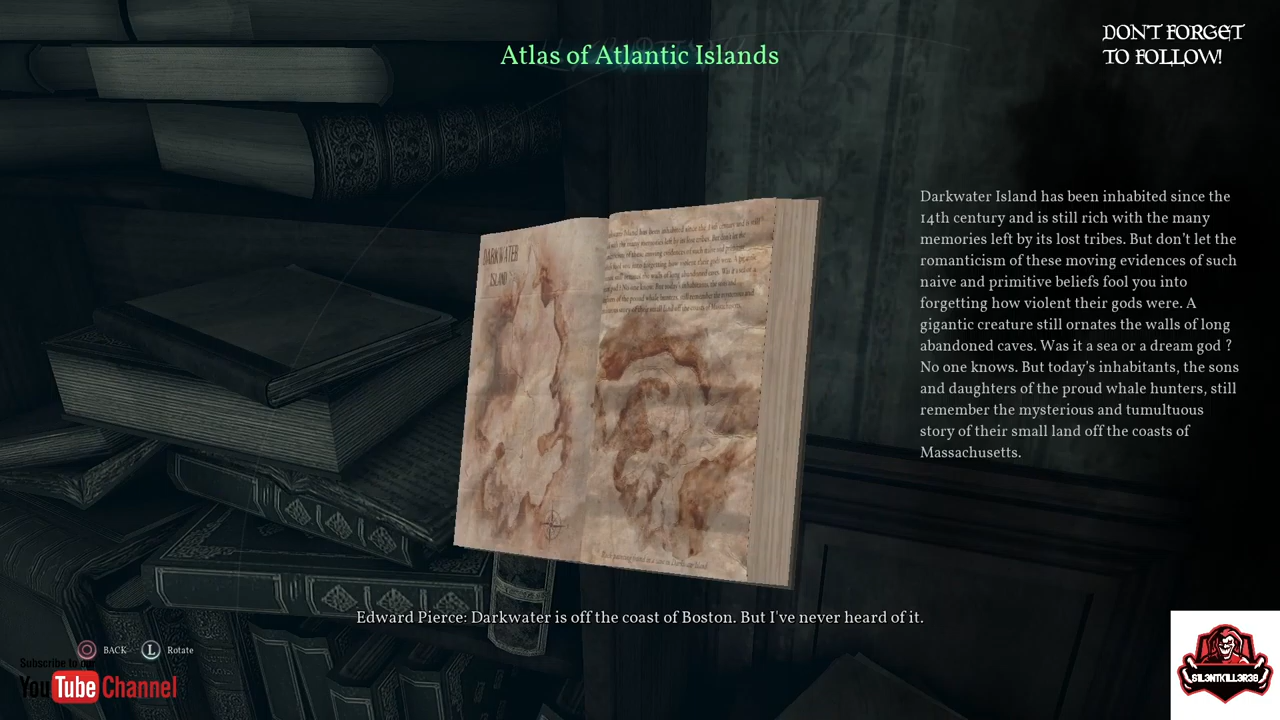 DON'T FORGET
TO FOLLOW!
Atlas of Atlantic Islands
Darkwater Island has been inhabited since the
14th century and is still rich with the many
memories left by its lost tribes. But don't let the
romanticism of these moving evidences of such
naive and primitive beliefs fool you into
forgetting how violent their gods were. A
gigantic creature still ornates the walls of long
abandoned caves. Was it a sea or a dream god ?
No one knows. But today's inhabitants, the sons
and daughters of the proud whale hunters, still
remember the mysterious and tumultuous
story of their small land off the coasts of
Massachusetts.
DARKWATER
ISLAND
Edward Pierce: Darkwater is off the coast of Boston. But I've never heard of it.
BACK L Rotate
Subscribe to our
YouTube Channel
S1L3NTK1LL3R38